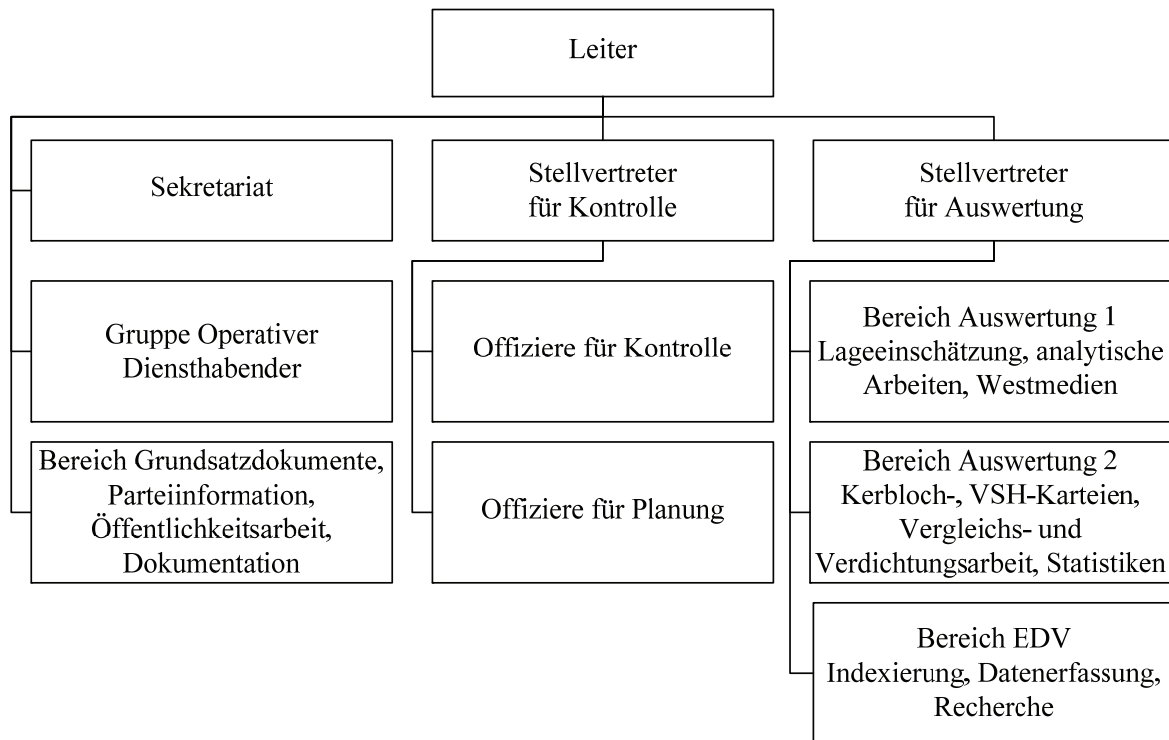 Leiter
Sekretariat
Stellvertreter
für Kontrolle
Stellvertreter
für Auswertung
Gruppe Operativer
Diensthabender
Offiziere für Kontrolle
Bereich Auswertung 1
Lageeinschätzung, analytische
Arbeiten, Westmedien
Bereich Grundsatzdokumente,
Parteiinformation,
Öffentlichkeitsarbeit,
Dokumentation
Offiziere für Planung
Bereich Auswertung 2
Kerbloch-, VSH-Karteien,
Vergleichs- und
Verdichtungsarbeit, Statistiken
Bereich EDV
Indexierung, Datenerfassung,
Recherche